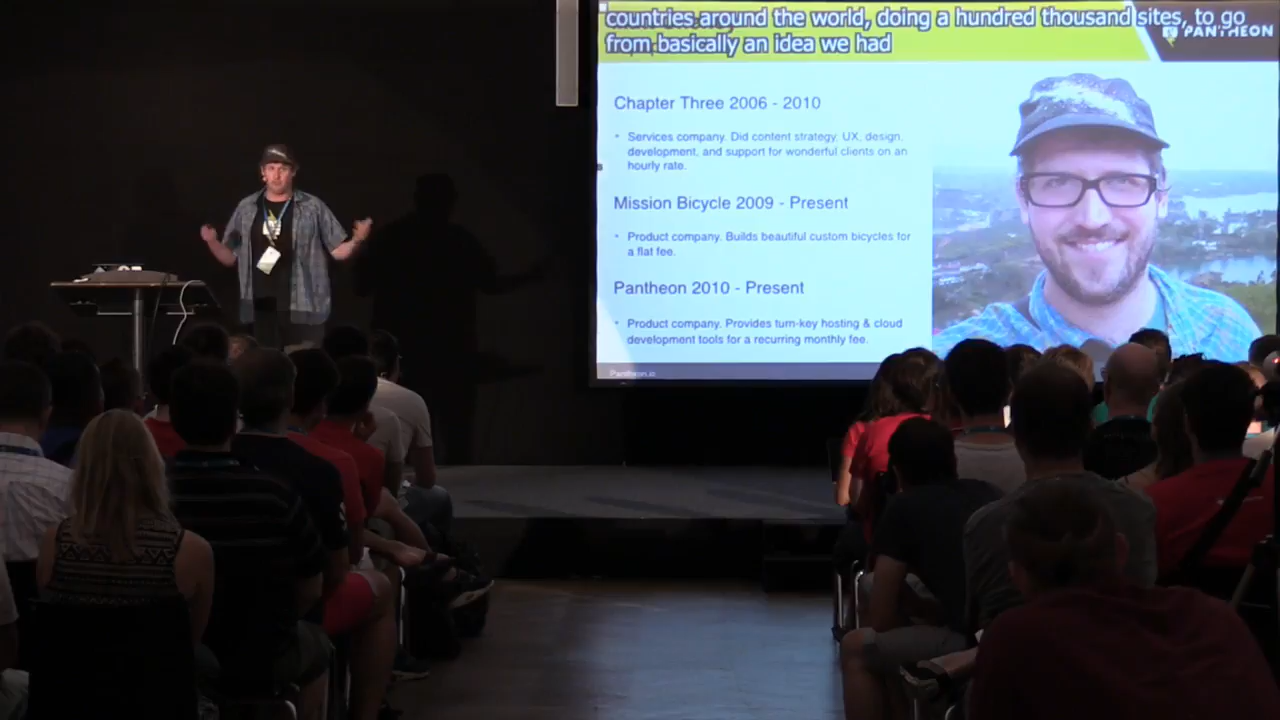 countries around the world, doing a hundred thousand sites, to go
from basically an idea we had
PANTHEON
Chapter Three 2006 - 2010
• Services company. Did content strategy, UX, design,
development, and support for wonderful clients on an
hourly rate.
Mission Bicycle 2009 - Present
• Product company. Builds beautiful custom bicycles for
a flat fee.
Pantheon 2010 - Present
• Product company. Provides turn-key hosting & cloud
development tools for a recurring monthly fee.
Pantheon.io